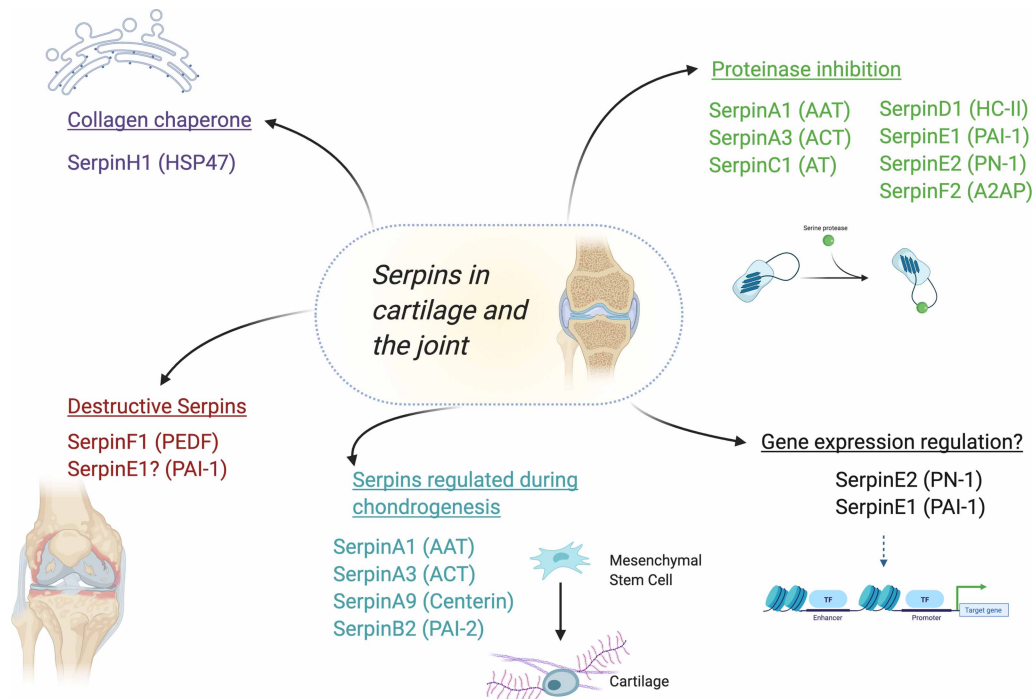 Collagen chaperone
SerpinH1 (HSP47)
Proteinase inhibition
SerpinA1 (AAT)
SerpinA3 (ACT)
SerpinC1 (AT)
SerpinD1 (HC-II)
SerpinE1 (PAI-1)
SerpinE2 (PN-1)
SerpinF2 (A2AP)
Serine protease
Serpins in
cartilage and
the joint
Destructive Serpins
SerpinF1 (PEDF)
SerpinE1? (PAI-1)
Serpins regulated during
chondrogenesis
SerpinA1 (AAT)
SerpinA3 (ACT)
SerpinA9 (Centerin)
SerpinB2 (PAI-2)
Mesenchymal
Stem Cell
Cartilage
Gene expression regulation?
SerpinE2 (PN-1)
SerpinE1 (PAI-1)
TF
TF
Enhancer
Promoter
Target gene